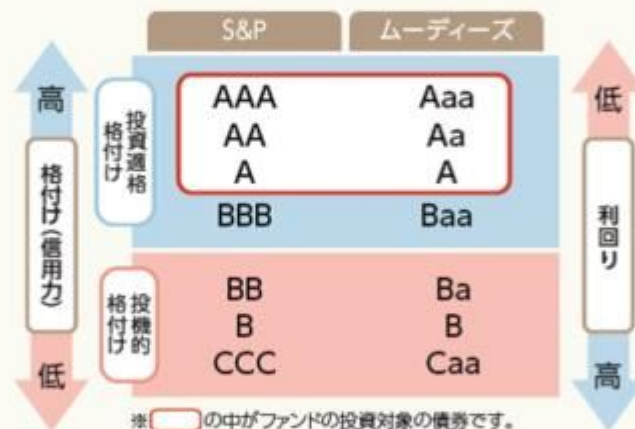 S&P ムーディーズ
高
格付け(信用力)
低
投資適格格付け
AAA Aaa
AA Aa
A A
BBB Baa
投機的格付け
BB Ba
B B
CCC Caa
低
利回り
高
※ の中がファンドの投資対象の債券です。